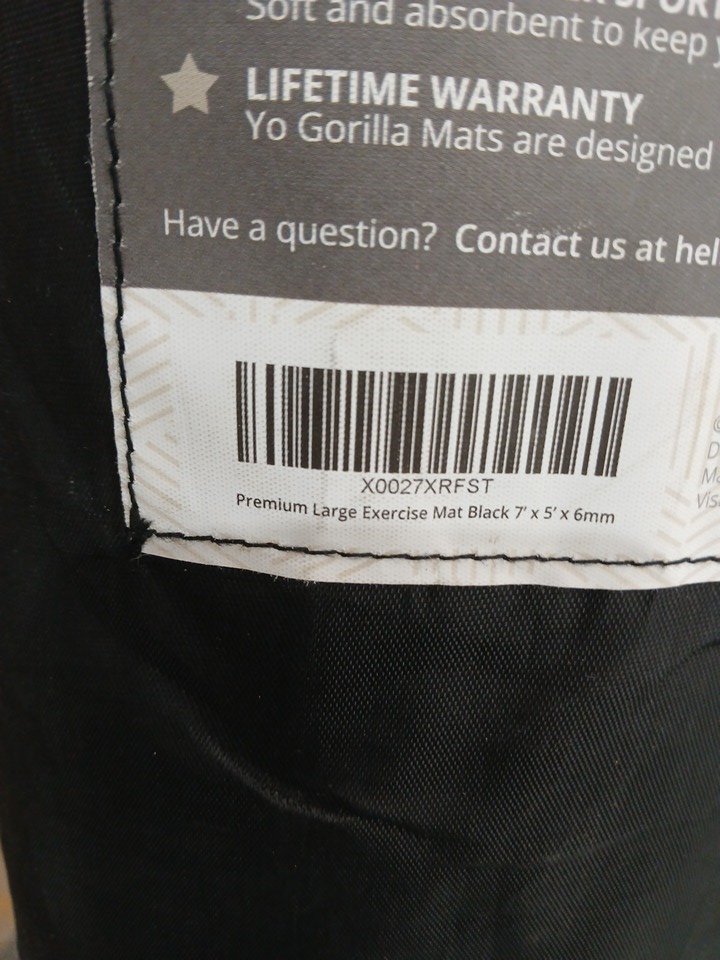 Soft and absorbent to keep
LIFETIME WARRANTY
Yo Gorilla Mats are designed
Have a question? Contact us at
X0027XRFST
Premium Large Exercise Mat Black 7' x 5' x 6mm